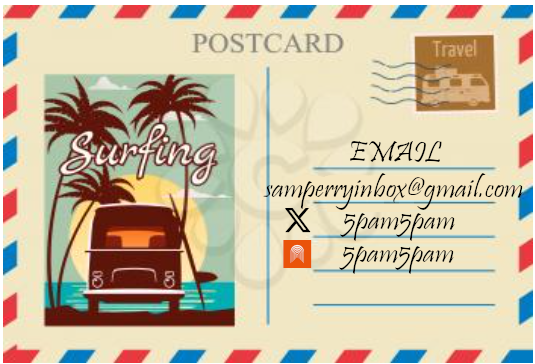 POSTCARD
Travel
Surfing
EMAIL
samperryinbox@gmail.com
5pam5pam
5pam5pam